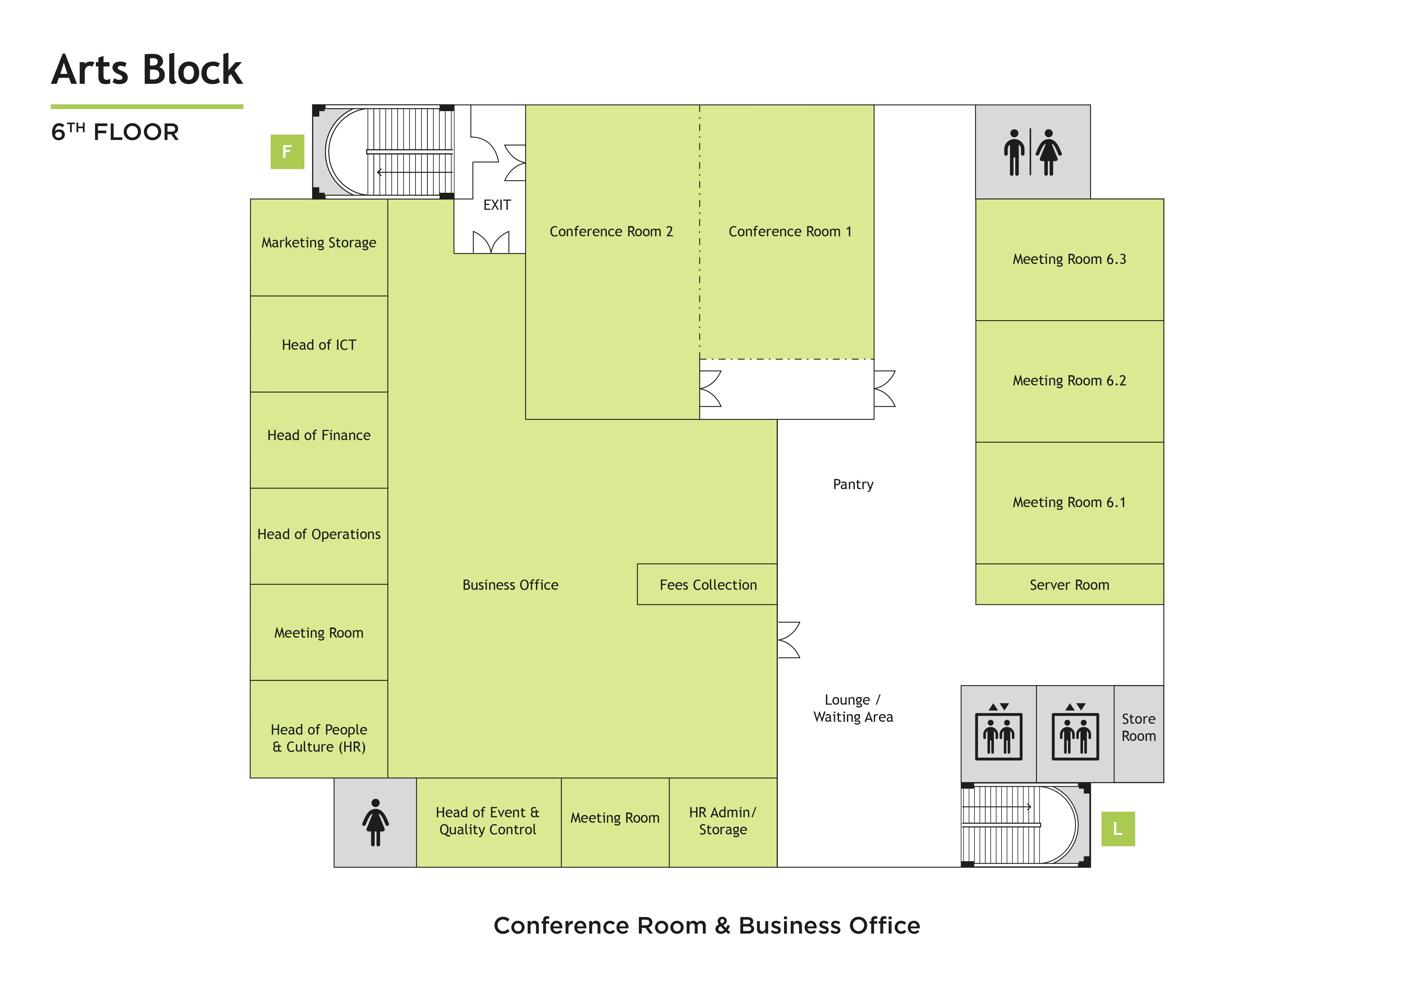 Arts Block
6TH FLOOR
F
EXIT
Marketing Storage
Conference Room 2
Conference Room 1
Meeting Room 6.3
Head of ICT
Meeting Room 6.2
Head of Finance
Pantry
Meeting Room 6.1
Head of Operations
Business Office
Fees Collection
Server Room
Meeting Room
Lounge /
Waiting Area
Store
Room
Head of People
& Culture (HR)
Head of Event &
Quality Control
Meeting Room
HR Admin/
Storage
L
Conference Room & Business Office